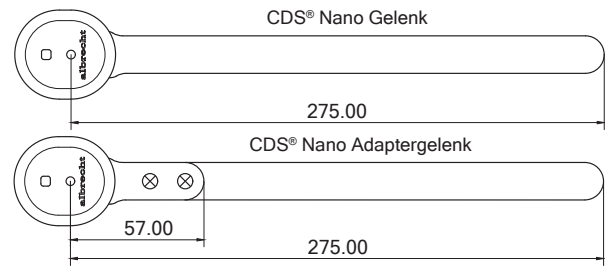 CDS® Nano Gelenk
albrecht
275.00
CDS® Nano Adaptergelenk
albrecht
57.00
275.00